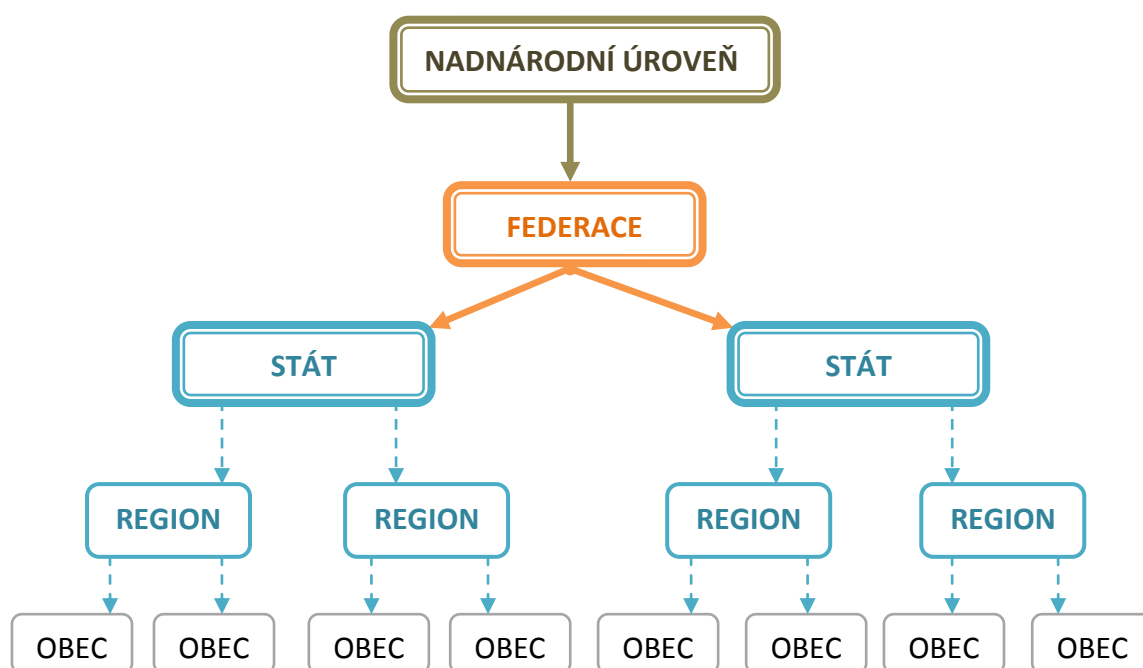 NADNÁRODNÍ ÚROVEŇ
FEDERACE
STÁT
STÁT
REGION
REGION
REGION
REGION
OBEC
OBEC
OBEC
OBEC
OBEC
OBEC
OBEC
OBEC